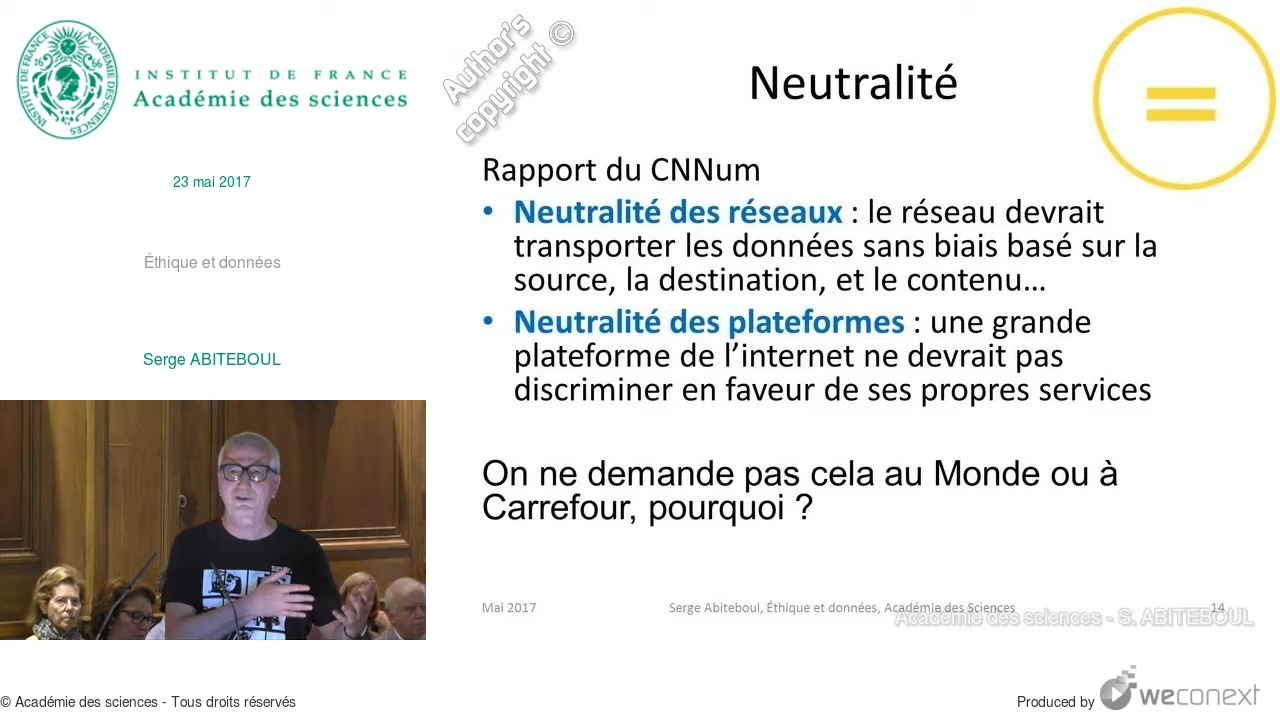 INSTITUT DE FRANCE
Académie des sciences
23 mai 2017
Éthique et données
Serge ABITEBOUL
Author's
copyright ©
Neutralité
Rapport du CNNum
• Neutralité des réseaux : le réseau devrait
transporter les données sans biais basé sur la
source, la destination, et le contenu…
• Neutralité des plateformes : une grande
plateforme de l’internet ne devrait pas
discriminer en faveur de ses propres services
On ne demande pas cela au Monde ou à
Carrefour, pourquoi ?
Mai 2017
Serge Abiteboul, Éthique et données, Académie des Sciences
14
Académie des sciences - S. ABITEBOUL
© Académie des sciences - Tous droits réservés
Produced by
weconext